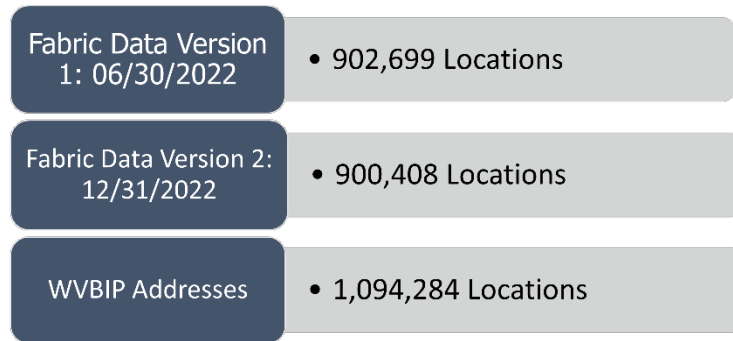 Fabric Data Version
1: 06/30/2022
• 902,699 Locations
Fabric Data Version 2:
12/31/2022
• 900,408 Locations
WVBIP Addresses
• 1,094,284 Locations